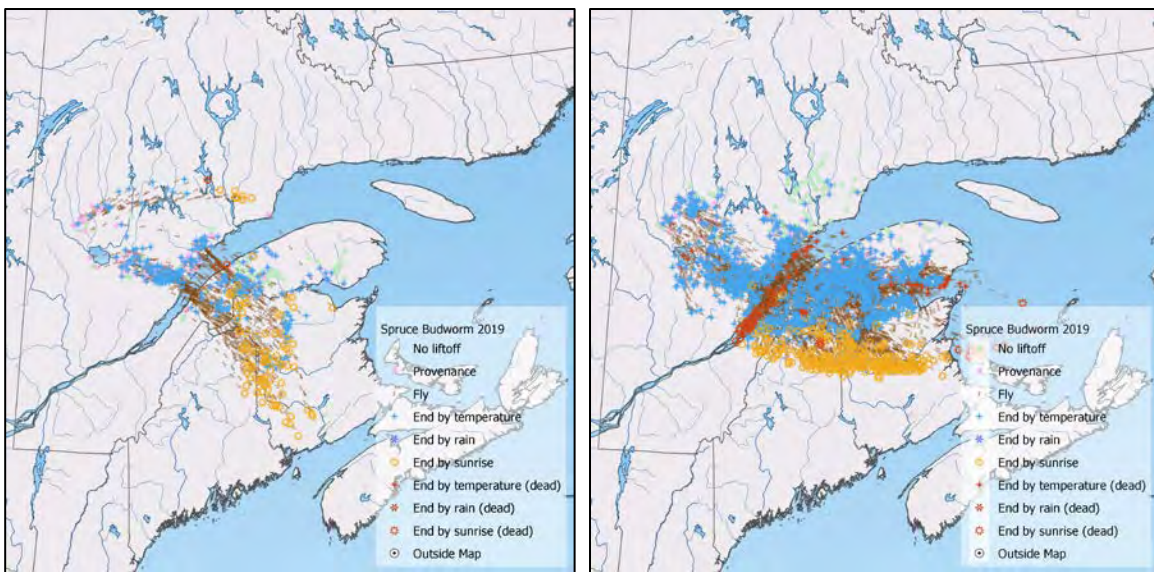 Spruce Budworm 2019
No liftoff
Provenance
Fly
End by temperature
End by rain
End by sunrise
End by temperature (dead)
End by rain (dead)
End by sunrise (dead)
Outside Map
Spruce Budworm 2019
No liftoff
Provenance
Fly
End by temperature
End by rain
End by sunrise
End by temperature (dead)
End by rain (dead)
End by sunrise (dead)
Outside Map